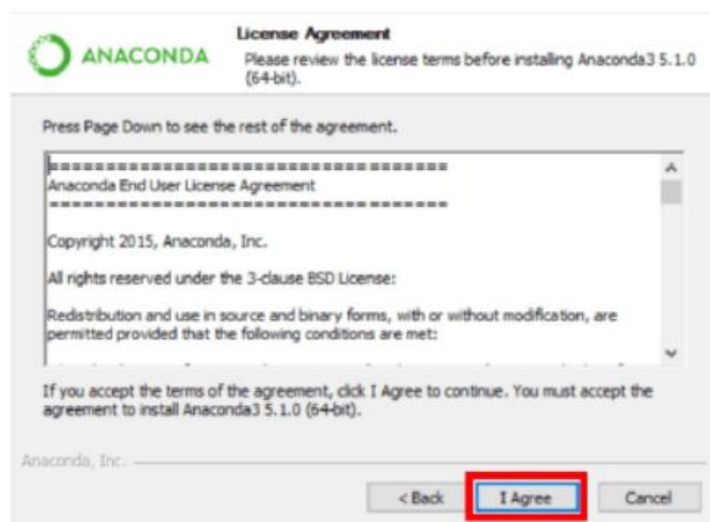 ANACONDA
License Agreement
Please review the license terms before installing Anaconda3 5.1.0
(64-bit).
Press Page Down to see the rest of the agreement.
===================================
Anaconda End User License Agreement
===================================
Copyright 2015, Anaconda, Inc.
All rights reserved under the 3-clause BSD License:
Redistribution and use in source and binary forms, with or without modification, are
permitted provided that the following conditions are met:
If you accept the terms of the agreement, click I Agree to continue. You must accept the
agreement to install Anaconda3 5.1.0 (64-bit).
Anaconda, Inc.
< Back
I Agree
Cancel